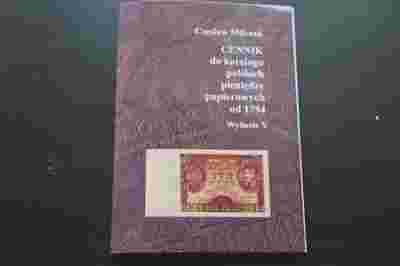 Czesław Miłczak
CENNIK
do katalogu
polskich
pieniędzy
papierowych
od 1794
Wydanie V